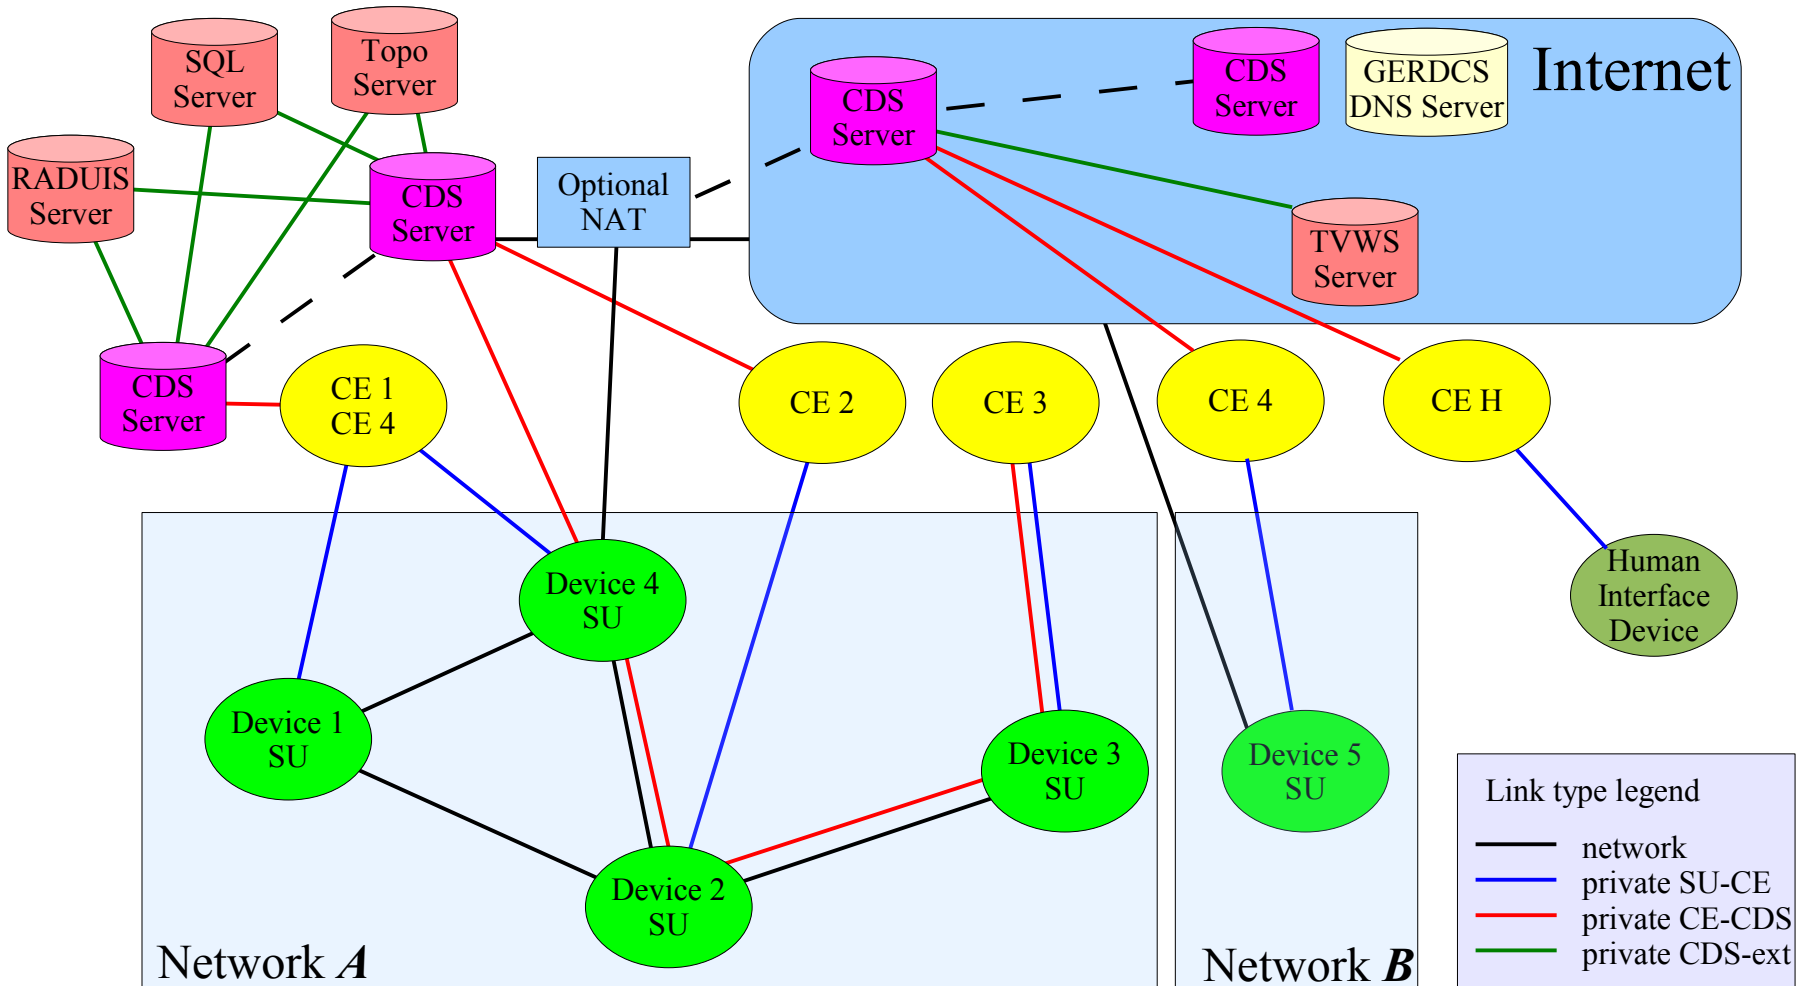 SQL
Server
Topo
Server
RADUIS
Server
CDS
Server
CDS
Server
Optional
NAT
CDS
Server
CDS
Server
GERDCS
DNS Server
Internet
TVWS
Server
CE 1
CE 4
CE 2
CE 3
CE 4
CE H
Device 4
SU
Device 1
SU
Device 2
SU
Device 3
SU
Device 5
SU
Human
Interface
Device
Network A
Network B
Link type legend
network
private SU-CE
private CE-CDS
private CDS-ext